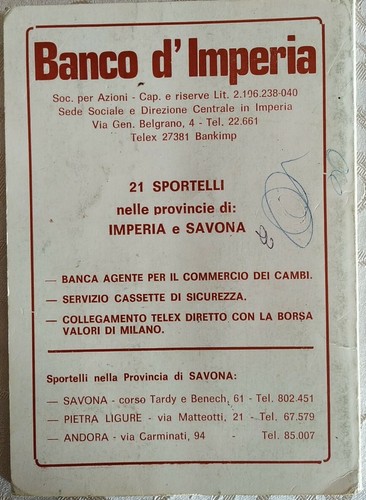 Banco d'Imperia
Soc. per Azioni - Cap. e riserve Lit. 2.196.238-040
Sede Sociale e Direzione Centrale in Imperia
Via Gen. Belgrano, 4 - Tel. 22.661
Telex 27381 Bankimp
21 SPORTELLI
nelle provincie di:
IMPERIA e SAVONA
— BANCA AGENTE PER IL COMMERCIO DEI CAMBI.
— SERVIZIO CASSETTE DI SICUREZZA.
— COLLEGAMENTO TELEX DIRETTO CON LA BORSA
VALORI DI MILANO.
Sportelli nella Provincia di SAVONA:
— SAVONA - corso Tardy e Benech, 61 - Tel. 802.451
— PIETRA LIGURE - via Matteotti, 21 - Tel. 67.579
— ANDORA - via Carminati, 94 - Tel. 85.007